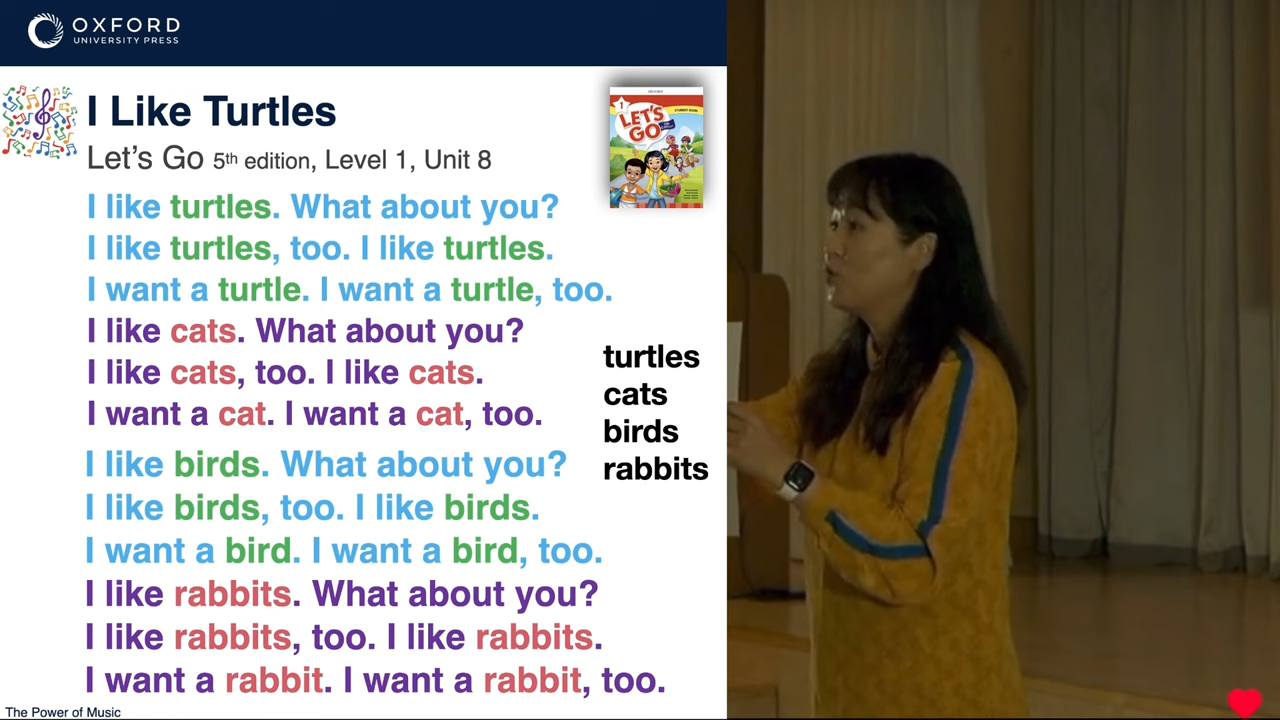 OXFORD
UNIVERSITY PRESS
I Like Turtles
Let's Go 5th edition, Level 1, Unit 8
1
LET'S
GO
I like turtles. What about you?
I like turtles, too. I like turtles.
I want a turtle. I want a turtle, too.
I like cats. What about you?
I like cats, too. I like cats.
I want a cat. I want a cat, too.
turtles
cats
birds
rabbits
I like birds. What about you?
I like birds, too. I like birds.
I want a bird. I want a bird, too.
I like rabbits. What about you?
I like rabbits, too. I like rabbits.
I want a rabbit. I want a rabbit, too.
The Power of Music